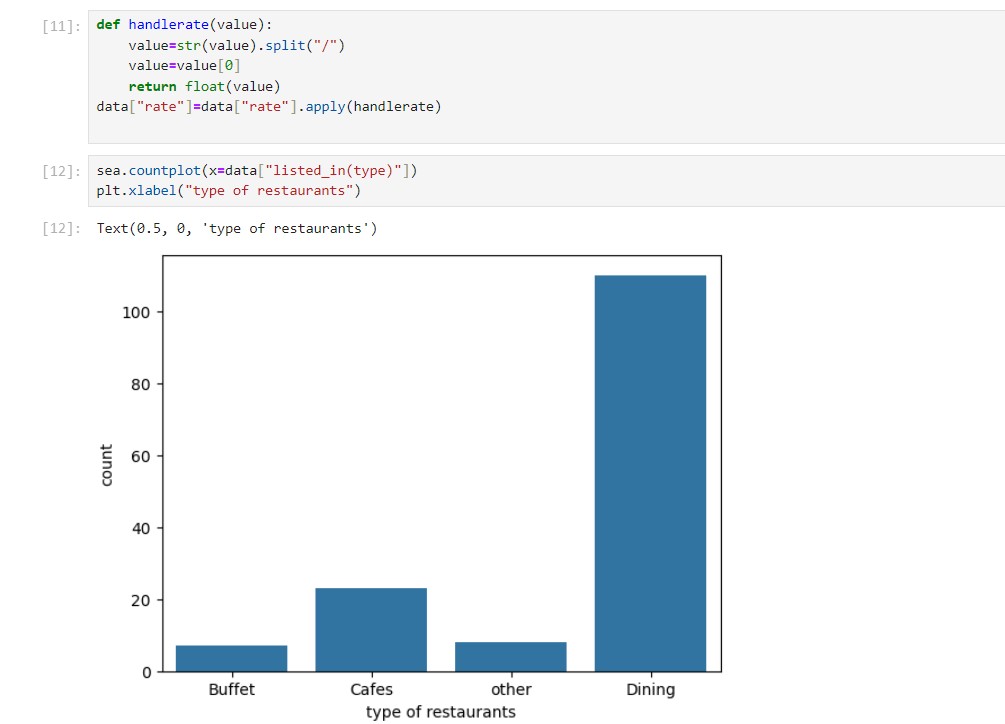 [11]: def handlerate(value):
    value=str(value).split("/")
    value=value[0]
    return float(value)
data["rate"]=data["rate"].apply(handlerate)
[12]: sea.countplot(x=data["listed_in(type)"])
plt.xlabel("type of restaurants")
[12]: Text(0.5, 0, 'type of restaurants')
100
80
60
40
20
0
count
Buffet Cafes other Dining
type of restaurants